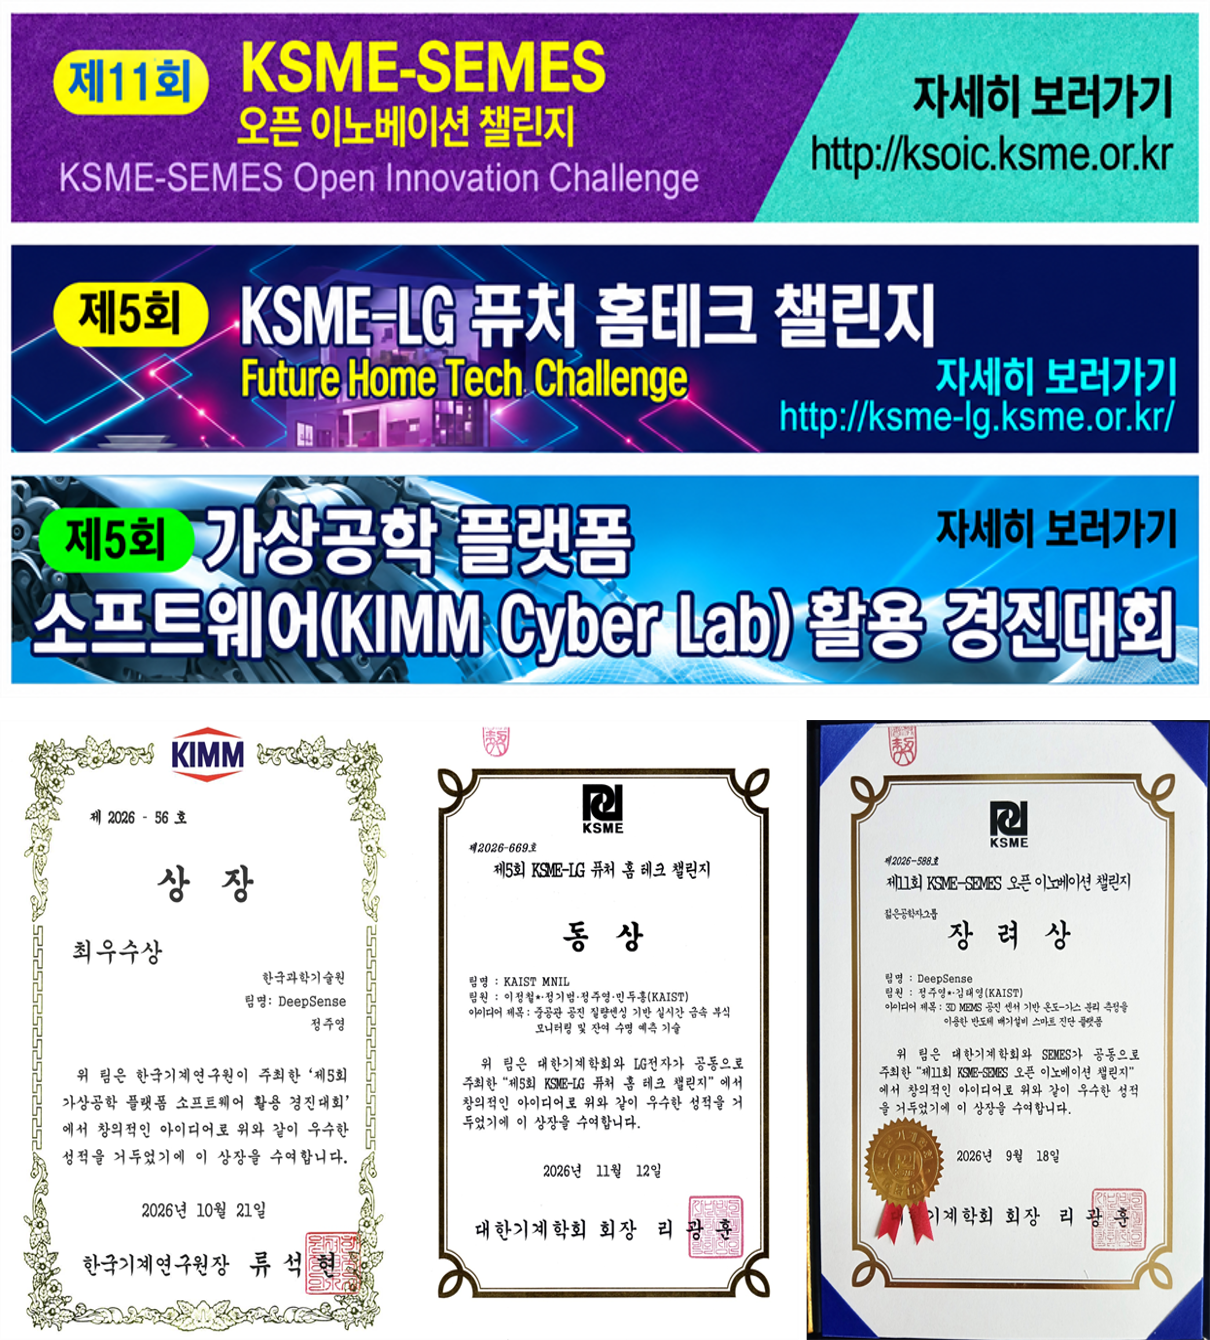 제11회
KSME-SEMES
오픈 이노베이션 챌린지
KSME-SEMES Open Innovation Challenge
자세히 보러가기
http://ksoic.ksme.or.kr
제5회
KSME-LG 퓨처 홈테크 챌린지
Future Home Tech Challenge
자세히 보러가기
http://ksme-lg.ksme.or.kr/
제5회
가상공학 플랫폼
자세히 보러가기
소프트웨어(KIMM Cyber Lab) 활용 경진대회
KIMM
제 2026 - 56 호
상 장
최우수상
한국과학기술원
팀명: DeepSense
정주영
위 팀은 한국기계연구원이 주최한 '제5회
가상공학 플랫폼 소프트웨어 활용 경진대회'
에서 창의적인 아이디어로 위와 같이 우수한
성적을 거두었기에 이 상장을 수여합니다.
2026년 10월 21일
한국기계연구원장 류 석 현
KSME
제2026-669호
제5회 KSME-LG 퓨처 홈 테크 챌린지
동 상
팀명 : KAIST MNIL
팀원 : 이정철*·정기범·정주영·민두홍(KAIST)
아이디어 제목 : 중공관 공진 질량센싱 기반 실시간 금속 부식
모니터링 및 잔여 수명 예측 기술
위 팀은 대한기계학회와 LG전자가 공동으로
주최한 "제5회 KSME-LG 퓨처 홈 테크 챌린지" 에서
창의적인 아이디어로 위와 같이 우수한 성적을 거
두었기에 이 상장을 수여합니다.
2026년 11월 12일
대한기계학회 회장 리 광 훈
KSME
제2026-588호
제11회 KSME-SEMES 오픈 이노베이션 챌린지
젊은공학자그룹
장 려 상
팀명 : DeepSense
팀원 : 정주영*·김태영(KAIST)
아이디어 제목 : 3D MEMS 공진 센서 기반 온도-가스 분리 측정을
이용한 반도체 배기설비 스마트 진단 플랫폼
위 팀은 대한기계학회와 SEMES가 공동으로
주최한 "제11회 KSME-SEMES 오픈 이노베이션 챌린지"
에서 창의적인 아이디어로 위와 같이 우수한 성적
을 거두었기에 이 상장을 수여합니다.
2026년 9월 18일
대한기계학회 회장 리 광 훈